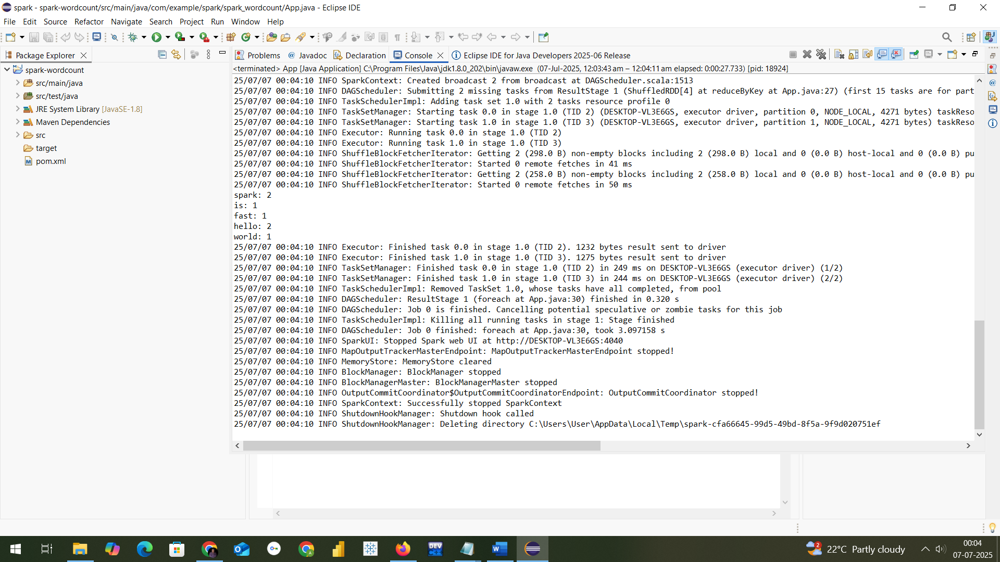 spark - spark-wordcount/src/main/java/com/example/spark/spark_wordcount/App.java - Eclipse IDE
File Edit Source Refactor Navigate Search Project Run Window Help
Package Explorer
Problems Javadoc Declaration Console Eclipse IDE for Java Developers 2025-06 Release
<terminated> App [Java Application] C:\Program Files\Java\jdk1.8.0_202\bin\javaw.exe (07-Jul-2025, 12:03:43 am – 12:04:11 am elapsed: 0:00:27.733) [pid: 18924]
spark-wordcount
src/main/java
src/test/java
JRE System Library [JavaSE-1.8]
Maven Dependencies
src
target
pom.xml
25/07/07 00:04:10 INFO SparkContext: Created broadcast 2 from broadcast at DAGScheduler.scala:1513
25/07/07 00:04:10 INFO DAGScheduler: Submitting 2 missing tasks from ResultStage 1 (ShuffledRDD[4] at reduceByKey at App.java:27) (first 15 tasks are for part
25/07/07 00:04:10 INFO TaskSchedulerImpl: Adding task set 1.0 with 2 tasks resource profile 0
25/07/07 00:04:10 INFO TaskSetManager: Starting task 0.0 in stage 1.0 (TID 2) (DESKTOP-VL3E6GS, executor driver, partition 0, NODE_LOCAL, 4271 bytes) taskReso
25/07/07 00:04:10 INFO TaskSetManager: Starting task 1.0 in stage 1.0 (TID 3) (DESKTOP-VL3E6GS, executor driver, partition 1, NODE_LOCAL, 4271 bytes) taskReso
25/07/07 00:04:10 INFO Executor: Running task 0.0 in stage 1.0 (TID 2)
25/07/07 00:04:10 INFO Executor: Running task 1.0 in stage 1.0 (TID 3)
25/07/07 00:04:10 INFO ShuffleBlockFetcherIterator: Getting 2 (298.0 B) non-empty blocks including 2 (298.0 B) local and 0 (0.0 B) host-local and 0 (0.0 B) pu
25/07/07 00:04:10 INFO ShuffleBlockFetcherIterator: Started 0 remote fetches in 41 ms
25/07/07 00:04:10 INFO ShuffleBlockFetcherIterator: Getting 2 (258.0 B) non-empty blocks including 2 (258.0 B) local and 0 (0.0 B) host-local and 0 (0.0 B) pu
25/07/07 00:04:10 INFO ShuffleBlockFetcherIterator: Started 0 remote fetches in 50 ms
spark: 2
is: 1
fast: 1
hello: 2
world: 1
25/07/07 00:04:10 INFO Executor: Finished task 0.0 in stage 1.0 (TID 2). 1232 bytes result sent to driver
25/07/07 00:04:10 INFO Executor: Finished task 1.0 in stage 1.0 (TID 3). 1275 bytes result sent to driver
25/07/07 00:04:10 INFO TaskSetManager: Finished task 0.0 in stage 1.0 (TID 2) in 249 ms on DESKTOP-VL3E6GS (executor driver) (1/2)
25/07/07 00:04:10 INFO TaskSetManager: Finished task 1.0 in stage 1.0 (TID 3) in 244 ms on DESKTOP-VL3E6GS (executor driver) (2/2)
25/07/07 00:04:10 INFO TaskSchedulerImpl: Removed TaskSet 1.0, whose tasks have all completed, from pool
25/07/07 00:04:10 INFO DAGScheduler: ResultStage 1 (foreach at App.java:30) finished in 0.320 s
25/07/07 00:04:10 INFO DAGScheduler: Job 0 is finished. Cancelling potential speculative or zombie tasks for this job
25/07/07 00:04:10 INFO TaskSchedulerImpl: Killing all running tasks in stage 1: Stage finished
25/07/07 00:04:10 INFO DAGScheduler: Job 0 finished: foreach at App.java:30, took 3.097158 s
25/07/07 00:04:10 INFO SparkUI: Stopped Spark web UI at http://DESKTOP-VL3E6GS:4040
25/07/07 00:04:10 INFO MapOutputTrackerMasterEndpoint: MapOutputTrackerMasterEndpoint stopped!
25/07/07 00:04:10 INFO MemoryStore: MemoryStore cleared
25/07/07 00:04:10 INFO BlockManager: BlockManager stopped
25/07/07 00:04:10 INFO BlockManagerMaster: BlockManagerMaster stopped
25/07/07 00:04:10 INFO OutputCommitCoordinator$OutputCommitCoordinatorEndpoint: OutputCommitCoordinator stopped!
25/07/07 00:04:10 INFO SparkContext: Successfully stopped SparkContext
25/07/07 00:04:10 INFO ShutdownHookManager: Shutdown hook called
25/07/07 00:04:10 INFO ShutdownHookManager: Deleting directory C:\Users\User\AppData\Local\Temp\spark-cfa66645-99d5-49bd-8f5a-9f9d020751ef
DEV
2
22°C Partly cloudy
00:04
07-07-2025